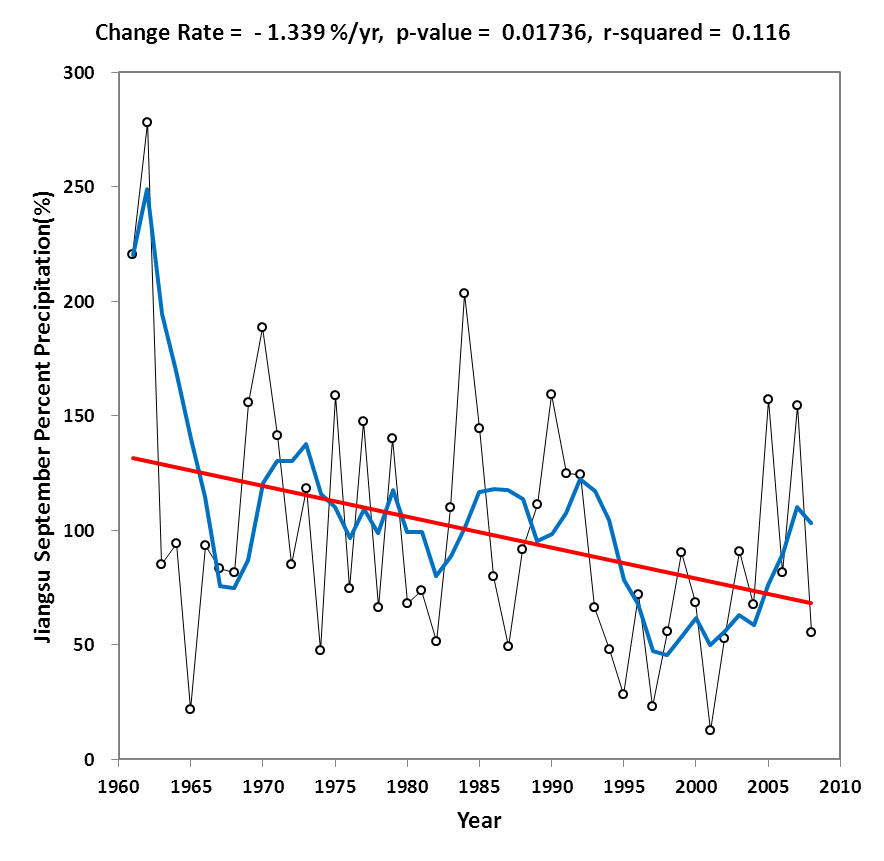 Change Rate =  - 1.339 %/yr,  p-value =  0.01736,  r-squared =  0.116
300
250
200
150
100
50
0
Jiangsu  September Percent Precipitation(%)
1960 1965 1970 1975 1980 1985 1990 1995 2000 2005 2010
Year